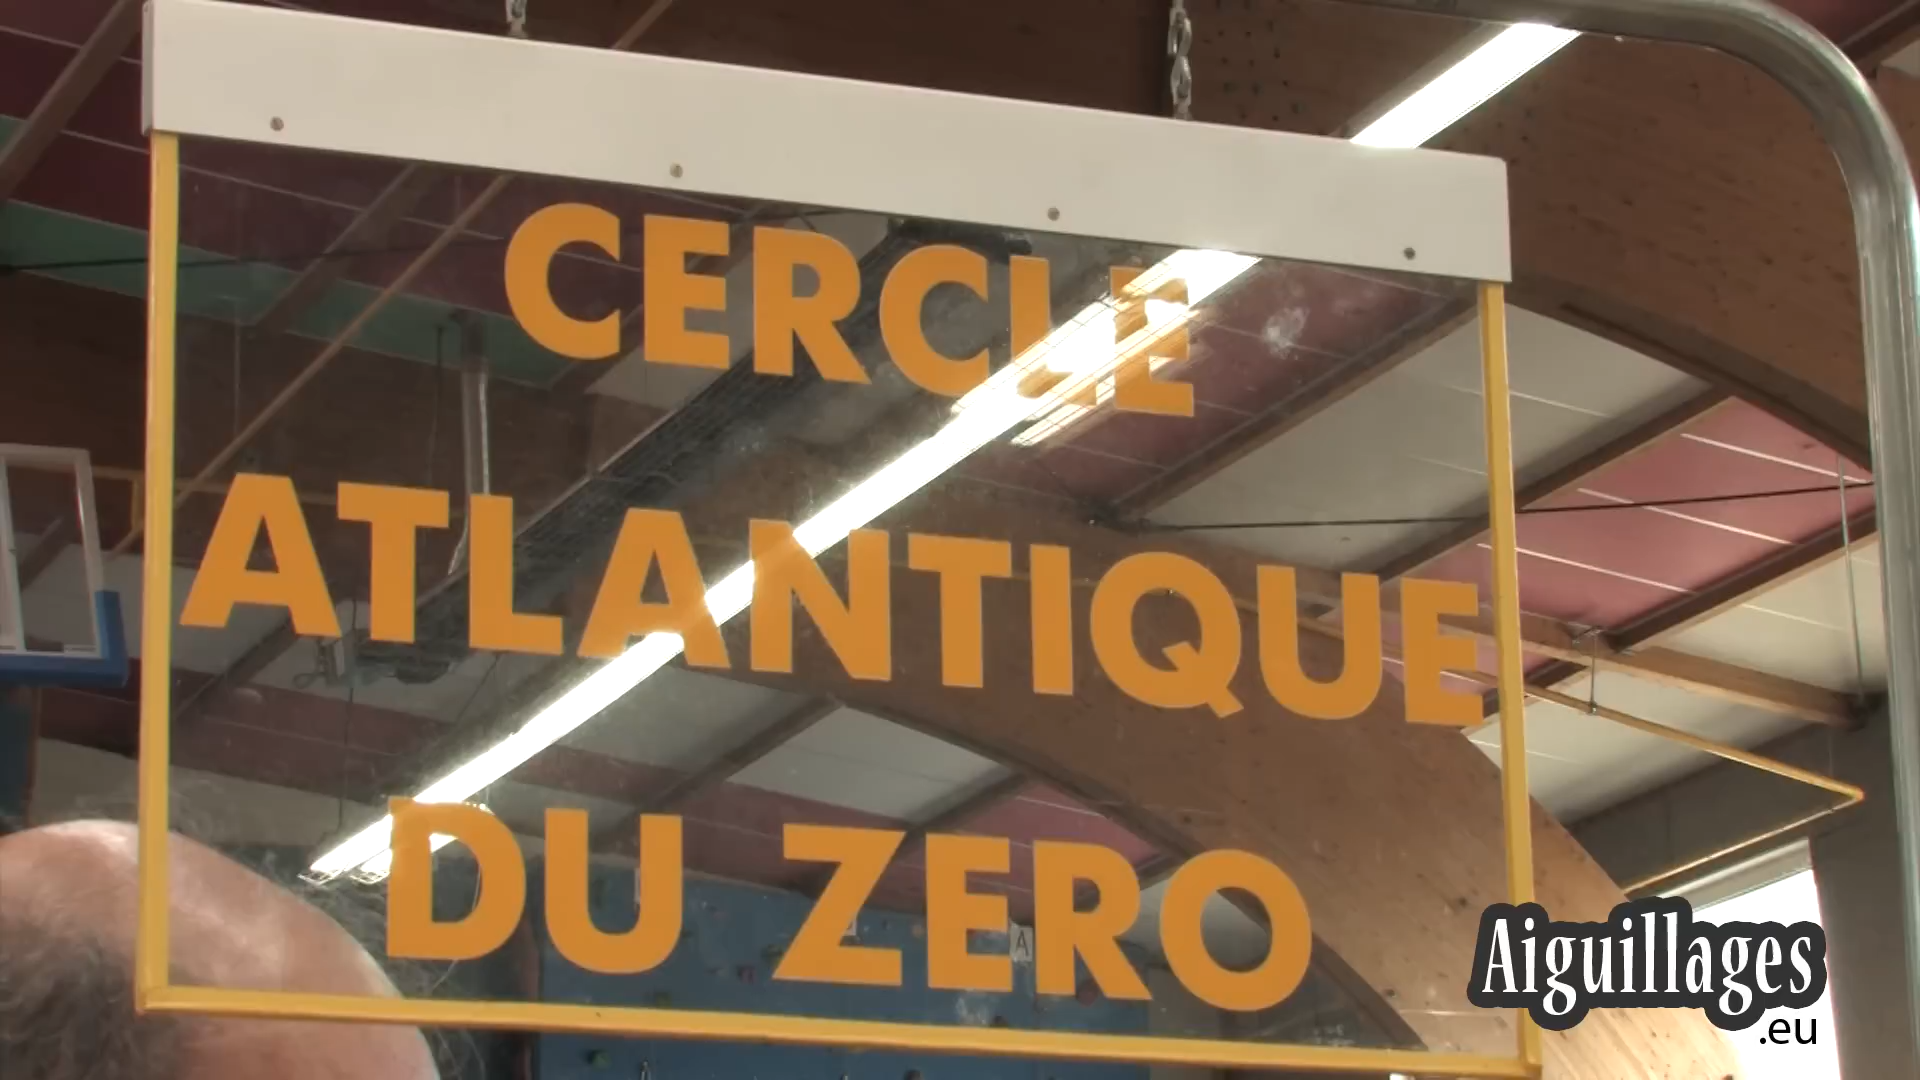 CERCLE
ATLANTIQUE
DU ZERO
A
Aiguillages
.eu